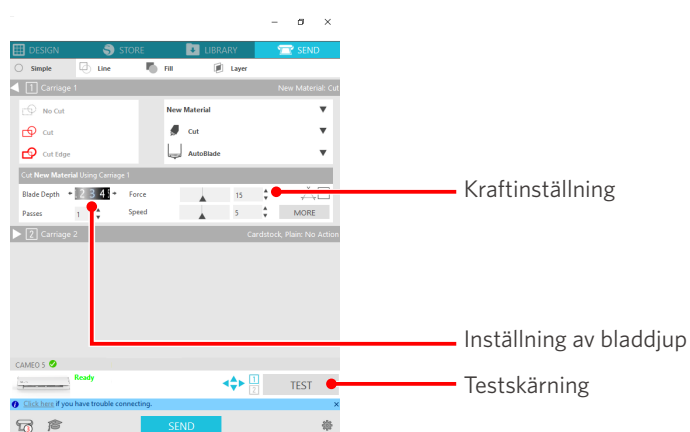 DESIGN STORE LIBRARY SEND
Simple Line Fill Layer
1 Carriage 1 New Material: Cut
No Cut New Material
Cut Cut
Cut Edge AutoBlade
Cut New Material Using Carriage 1
Blade Depth 2 3 4 Force 15
Kraftinställning
Passes 1 Speed 5 MORE
2 Carriage 2 Cardstock, Plain: No Action
Inställning av bladdjup
CAMEO 5
Ready 1
2
TEST
Testskärning
Click here if you have trouble connecting.
SEND